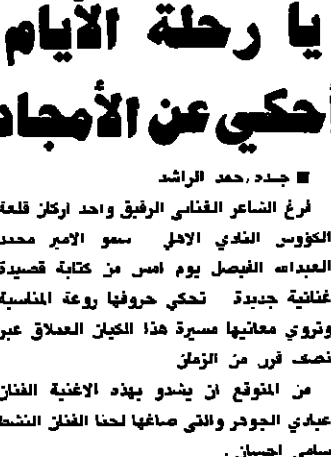 يا رحلة الأيام
أحكي عن الأمجاد
■ جدد، حمد الراشد
فرغ الشاعر الغنائي الرقيق واحد اركان قلعة
الكؤوس النادي الاهلي سمو الامير محمد
العبدالله الفيصل يوم امس من كتابة قصيدة
غنائية جديدة تحكي حروفها روعة المناسبة
وتروي معانيها مسيرة هذا الكيان العملاق عبر
نصف قرن من الزمان
من المتوقع ان يشدو بهذه الاغنية الفنان
عبادي الجوهر والتي صاغها لحنا الفنان النشط
سامي احسان .